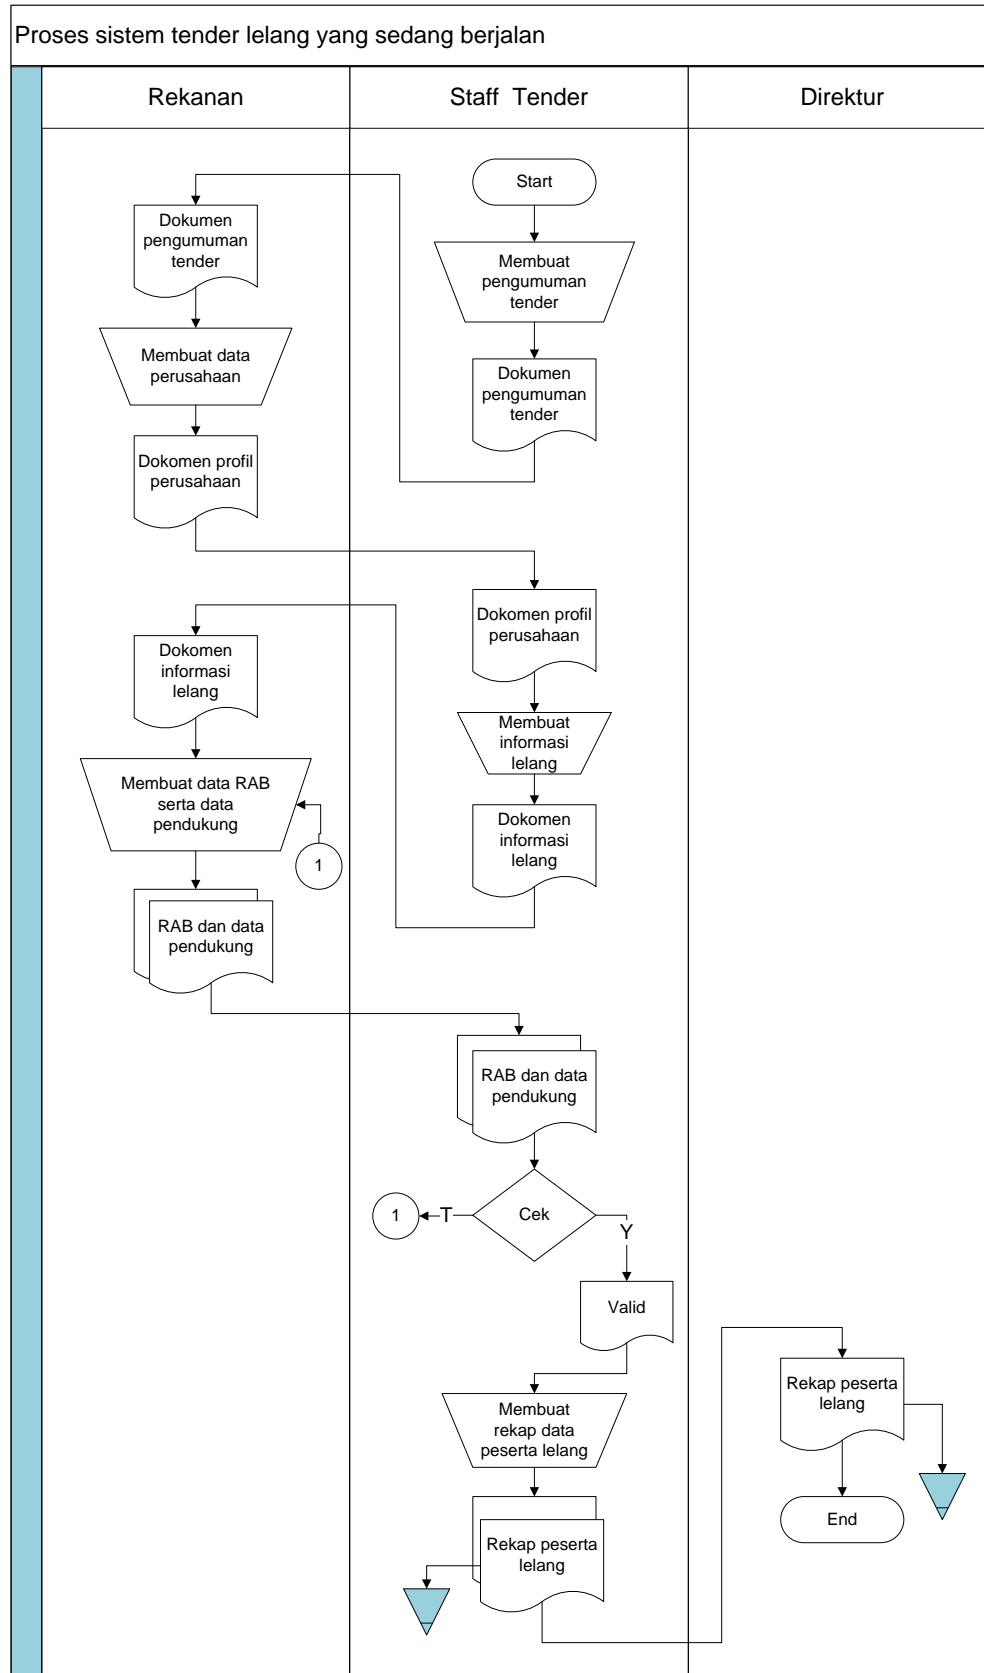 Proses sistem tender lelang yang sedang berjalan
Rekanan
Staff Tender
Direktur
Start
Membuat
pengumuman
tender
Dokumen
pengumuman
tender
Dokumen
pengumuman
tender
Membuat data
perusahaan
Dokomen profil
perusahaan
Dokomen profil
perusahaan
Membuat
informasi
lelang
Dokomen
informasi
lelang
Dokomen
informasi
lelang
Membuat data RAB
serta data
pendukung
1
RAB dan data
pendukung
RAB dan data
pendukung
Cek
T
1
Y
Valid
Membuat
rekap data
peserta lelang
Rekap peserta
lelang
Rekap peserta
lelang
End